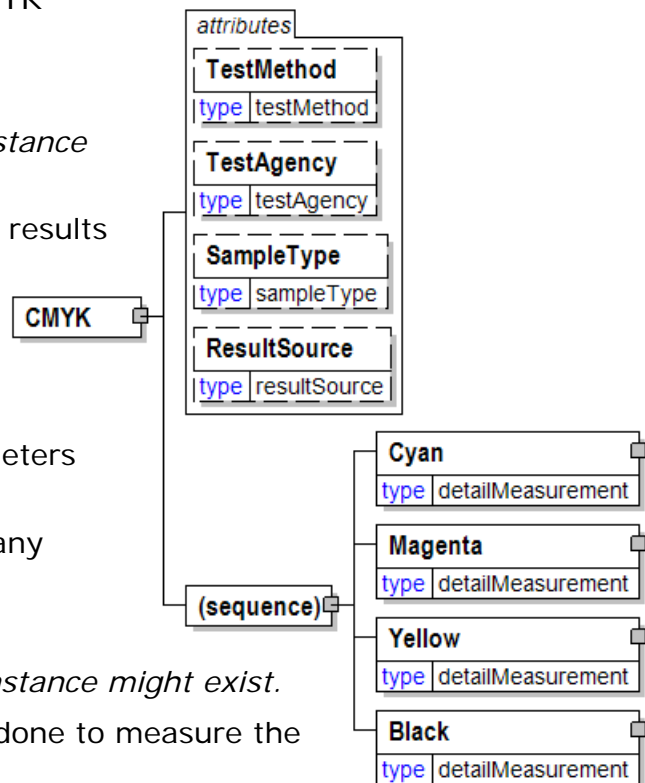 attributes
TestMethod
type testMethod
stance
TestAgency
type testAgency
results
SampleType
type sampleType
CMYK
ResultSource
type resultSource
eters
Cyan
type detailMeasurement
any
Magenta
type detailMeasurement
(sequence)
Yellow
type detailMeasurement
nstance might exist.
Black
done to measure the
type detailMeasurement